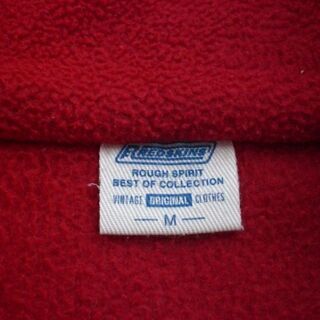 REDSKINS
ROUGH SPIRIT
BEST OF COLLECTION
VINTAGE ORIGINAL CLOTHES
M